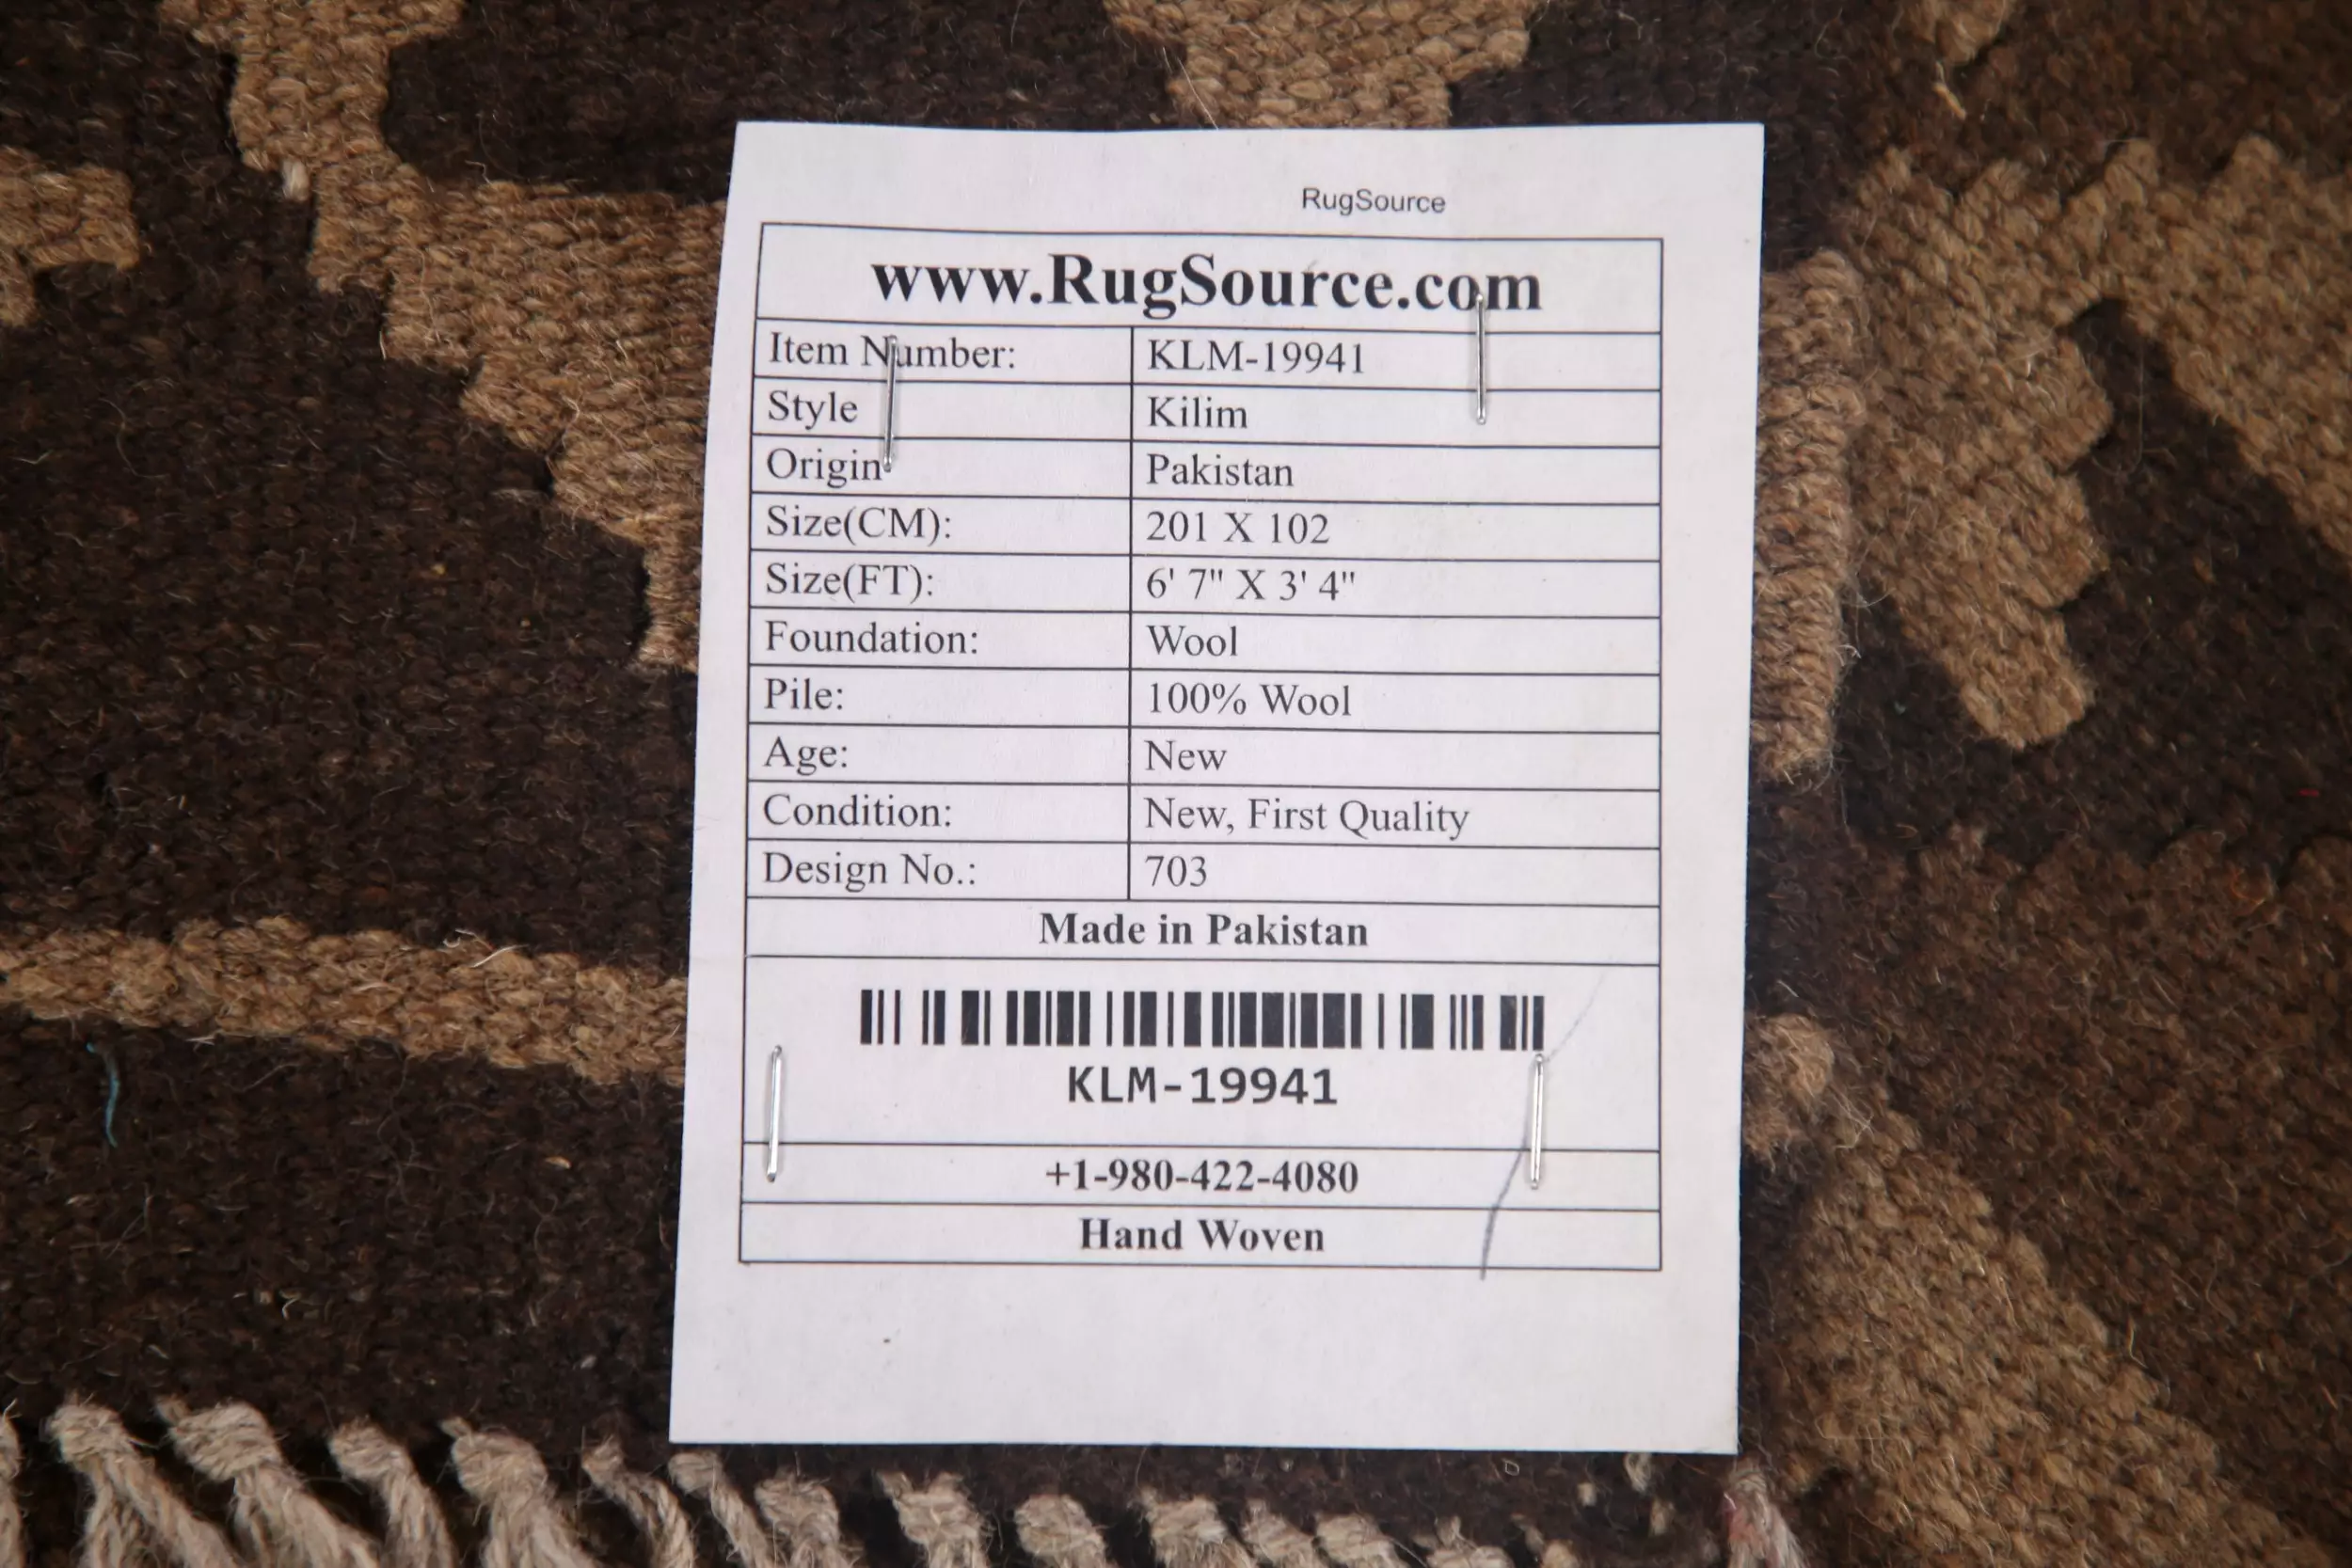 RugSource
www.RugSource.com
Item Number: KLM-19941
Style Kilim
Origin Pakistan
Size(CM): 201 X 102
Size(FT): 6' 7" X 3' 4"
Foundation: Wool
Pile: 100% Wool
Age: New
Condition: New, First Quality
Design No.: 703
Made in Pakistan
KLM-19941
+1-980-422-4080
Hand Woven